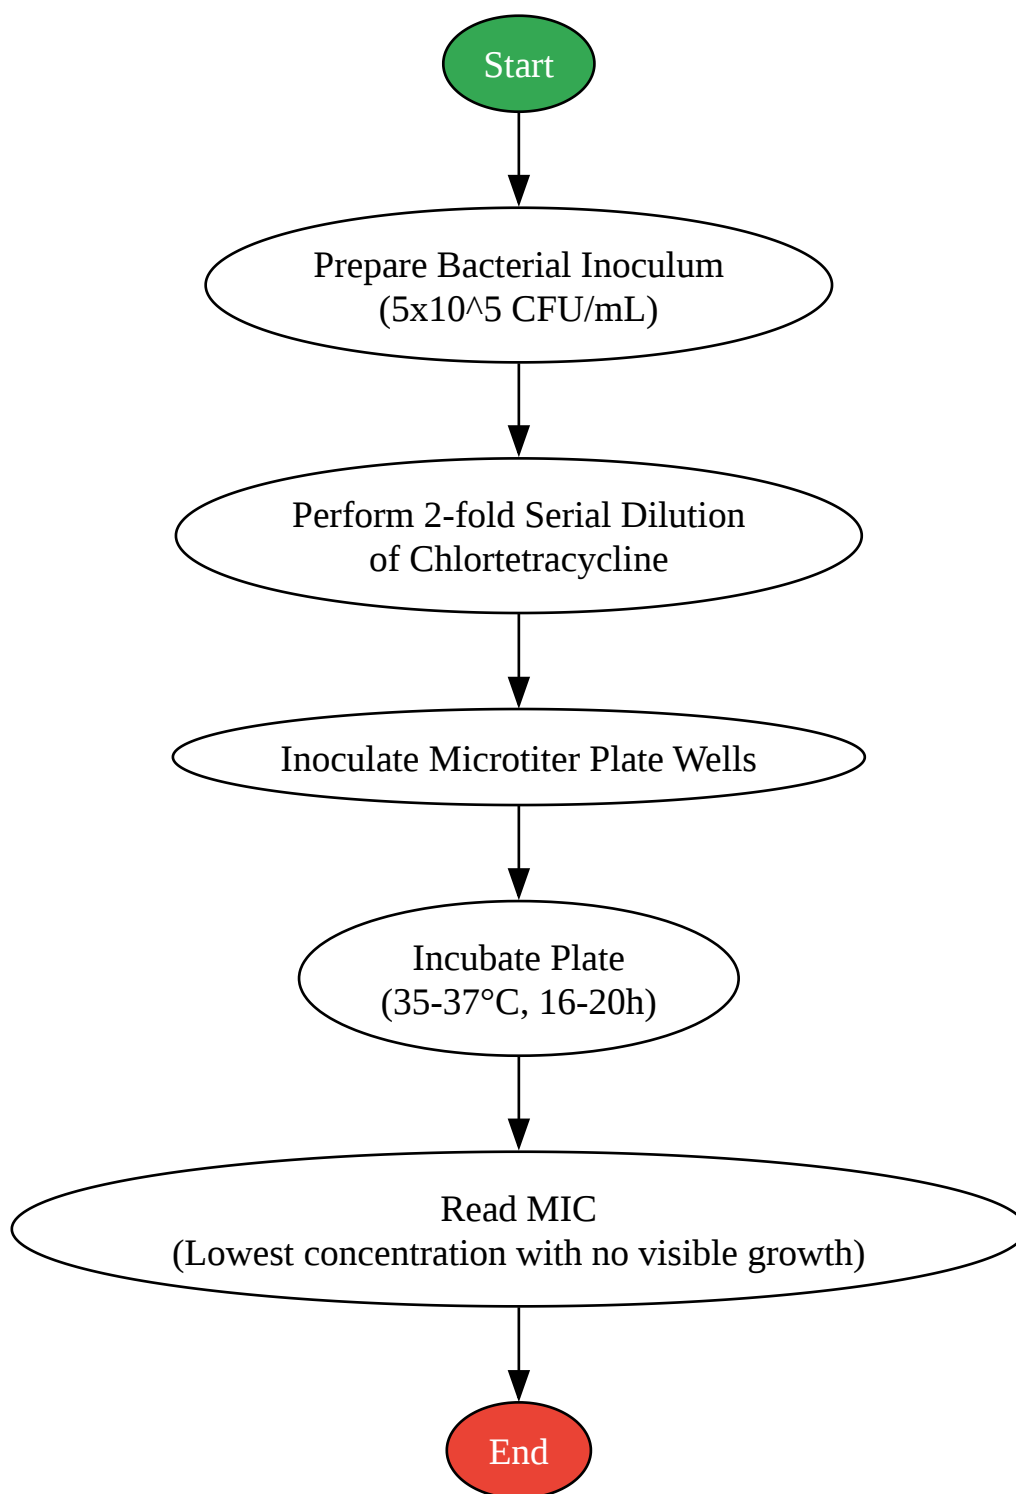 Start
Prepare Bacterial Inoculum
(5x10^5 CFU/mL)
Perform 2-fold Serial Dilution
of Chlortetracycline
Inoculate Microtiter Plate Wells
Incubate Plate
(35-37°C, 16-20h)
Read MIC
(Lowest concentration with no visible growth)
End